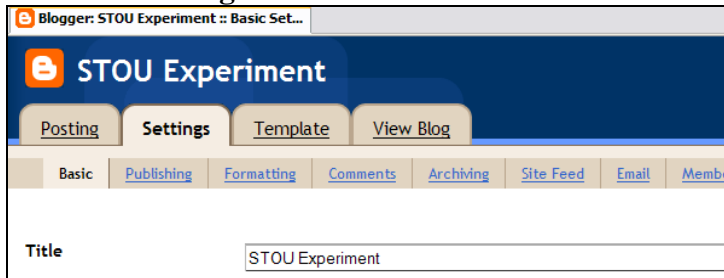 Blogger: STOU Experiment :: Basic Set...
STOU Experiment
Posting Settings Template View Blog
Basic Publishing Formatting Comments Archiving Site Feed Email
Title STOU Experiment